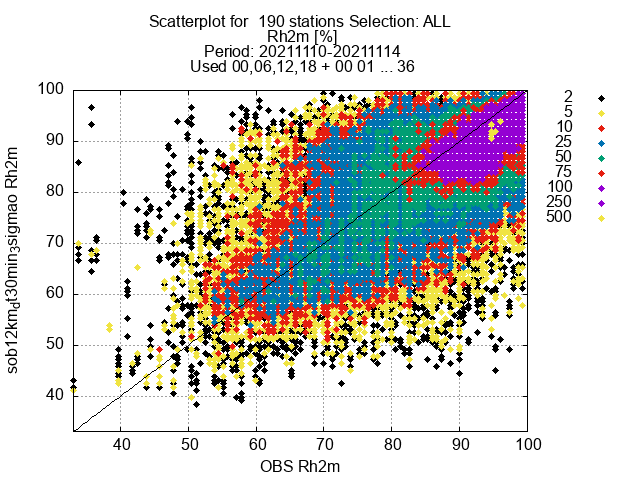 Scatterplot for 190 stations Selection: ALL
Rh2m [%]
Period: 20211110-20211114
Used 00,06,12,18 + 00 01 ... 36
100
90
80
70
60
50
40
sob12km_dt30min_3sigmao Rh2m
40 50 60 70 80 90 100
OBS Rh2m
2
5
10
25
50
75
100
250
500